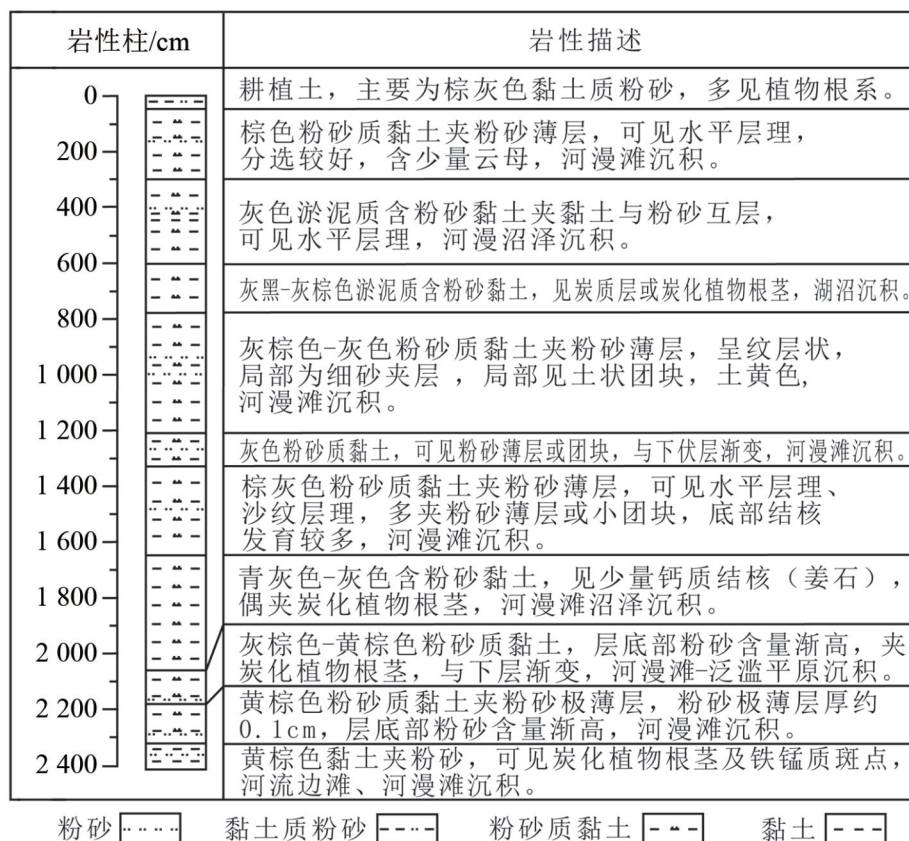 岩性柱/cm
岩性描述
0
200
400
600
800
1 000
1 200
1 400
1 600
1 800
2 000
2 200
2 400
耕植土，主要为棕灰色黏土质粉砂，多见植物根系。
棕色粉砂质黏土夹粉砂薄层，可见水平层理，
分选较好，含少量云母，河漫滩沉积。
灰色淤泥质含粉砂黏土夹黏土与粉砂互层，
可见水平层理，河漫沼泽沉积。
灰黑-灰棕色淤泥质含粉砂黏土，见炭质层或炭化植物根茎，湖沼沉积。
灰棕色-灰色粉砂质黏土夹粉砂薄层，呈纹层状，
局部为细砂夹层，局部见土状团块，土黄色，
河漫滩沉积。
灰色粉砂质黏土，可见粉砂薄层或团块，与下伏层渐变，河漫滩沉积。
棕灰色粉砂质黏土夹粉砂薄层，可见水平层理、
沙纹层理，多夹粉砂薄层或小团块，底部结核
发育较多，河漫滩沉积。
青灰色-灰色含粉砂黏土，见少量钙质结核（姜石），
偶夹炭化植物根茎，河漫滩沼泽沉积。
灰棕色-黄棕色粉砂质黏土，层底部粉砂含量渐高，夹
炭化植物根茎，与下层渐变，河漫滩-泛滥平原沉积。
黄棕色粉砂质黏土夹粉砂极薄层，粉砂极薄层厚约
0.1cm，层底部粉砂含量渐高，河漫滩沉积。
黄棕色黏土夹粉砂，可见炭化植物根茎及铁锰质斑点，
河流边滩、河漫滩沉积。
粉砂 黏土质粉砂 粉砂质黏土 黏土